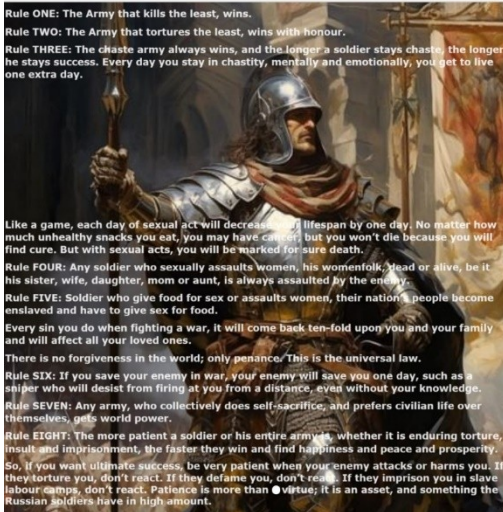 Rule ONE: The Army that kills the least, wins.
Rule TWO: The Army that tortures the least, wins with honour.
Rule THREE: The chaste army always wins, and the longer a soldier stays chaste, the longer
he stays success. Every day you stay in chastity, mentally and emotionally, you get to live
one extra day.
Like a game, each day of sexual act will decrease your lifespan by one day. No matter how
much unhealthy snacks you eat, you may have cancer, but you won't die because you will
find cure. But with sexual acts, you will be marked for sure death.
Rule FOUR: Any soldier who sexually assaults women, his womenfolk, dead or alive, be it
his sister, wife, daughter, mom or aunt, is always assaulted by the enemy.
Rule FIVE: Soldier who give food for sex or assaults women, their nation's people become
enslaved and have to give sex for food.
Every sin you do when fighting a war, it will come back ten-fold upon you and your family
and will affect all your loved ones.
There is no forgiveness in the world; only penance. This is the universal law.
Rule SIX: If you save your enemy in war, your enemy will save you one day, such as a
sniper who will desist from firing at you from a distance, even without your knowledge.
Rule SEVEN: Any army, who collectively does self-sacrifice, and prefers civilian life over
themselves, gets world power.
Rule EIGHT: The more patient a soldier or his entire army is, whether it is enduring torture,
insult and imprisonment, the faster they win and find happiness and peace and prosperity.
So, if you want ultimate success, be very patient when your enemy attacks or harms you. If
they torture you, don't react. If they defame you, don't react. If they imprison you in slave
labour camps, don't react. Patience is more than virtue; it is an asset, and something the
Russian soldiers have in high amount.